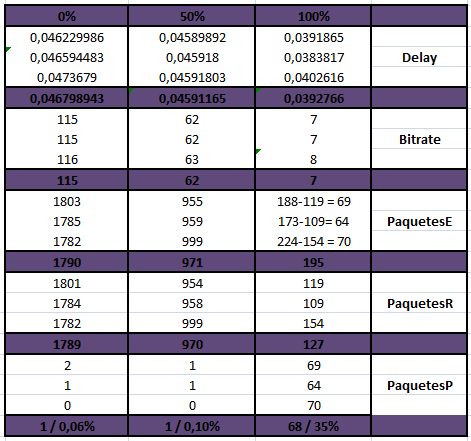 0% 50% 100%
0,046229986 0,04589892 0,0391865
0,046594483 0,045918 0,0383817 Delay
0,0473679 0,04591803 0,0402616
0,046798943 0,04591165 0,0392766
115 62 7
115 62 7 Bitrate
116 63 8
115 62 7
1803 955 188-119 = 69
1785 959 173-109= 64 PaquetesE
1782 999 224-154 = 70
1790 971 195
1801 954 119
1784 958 109 PaquetesR
1782 999 154
1789 970 127
2 1 69
1 1 64 PaquetesP
0 0 70
1 / 0,06% 1 / 0,10% 68 / 35%